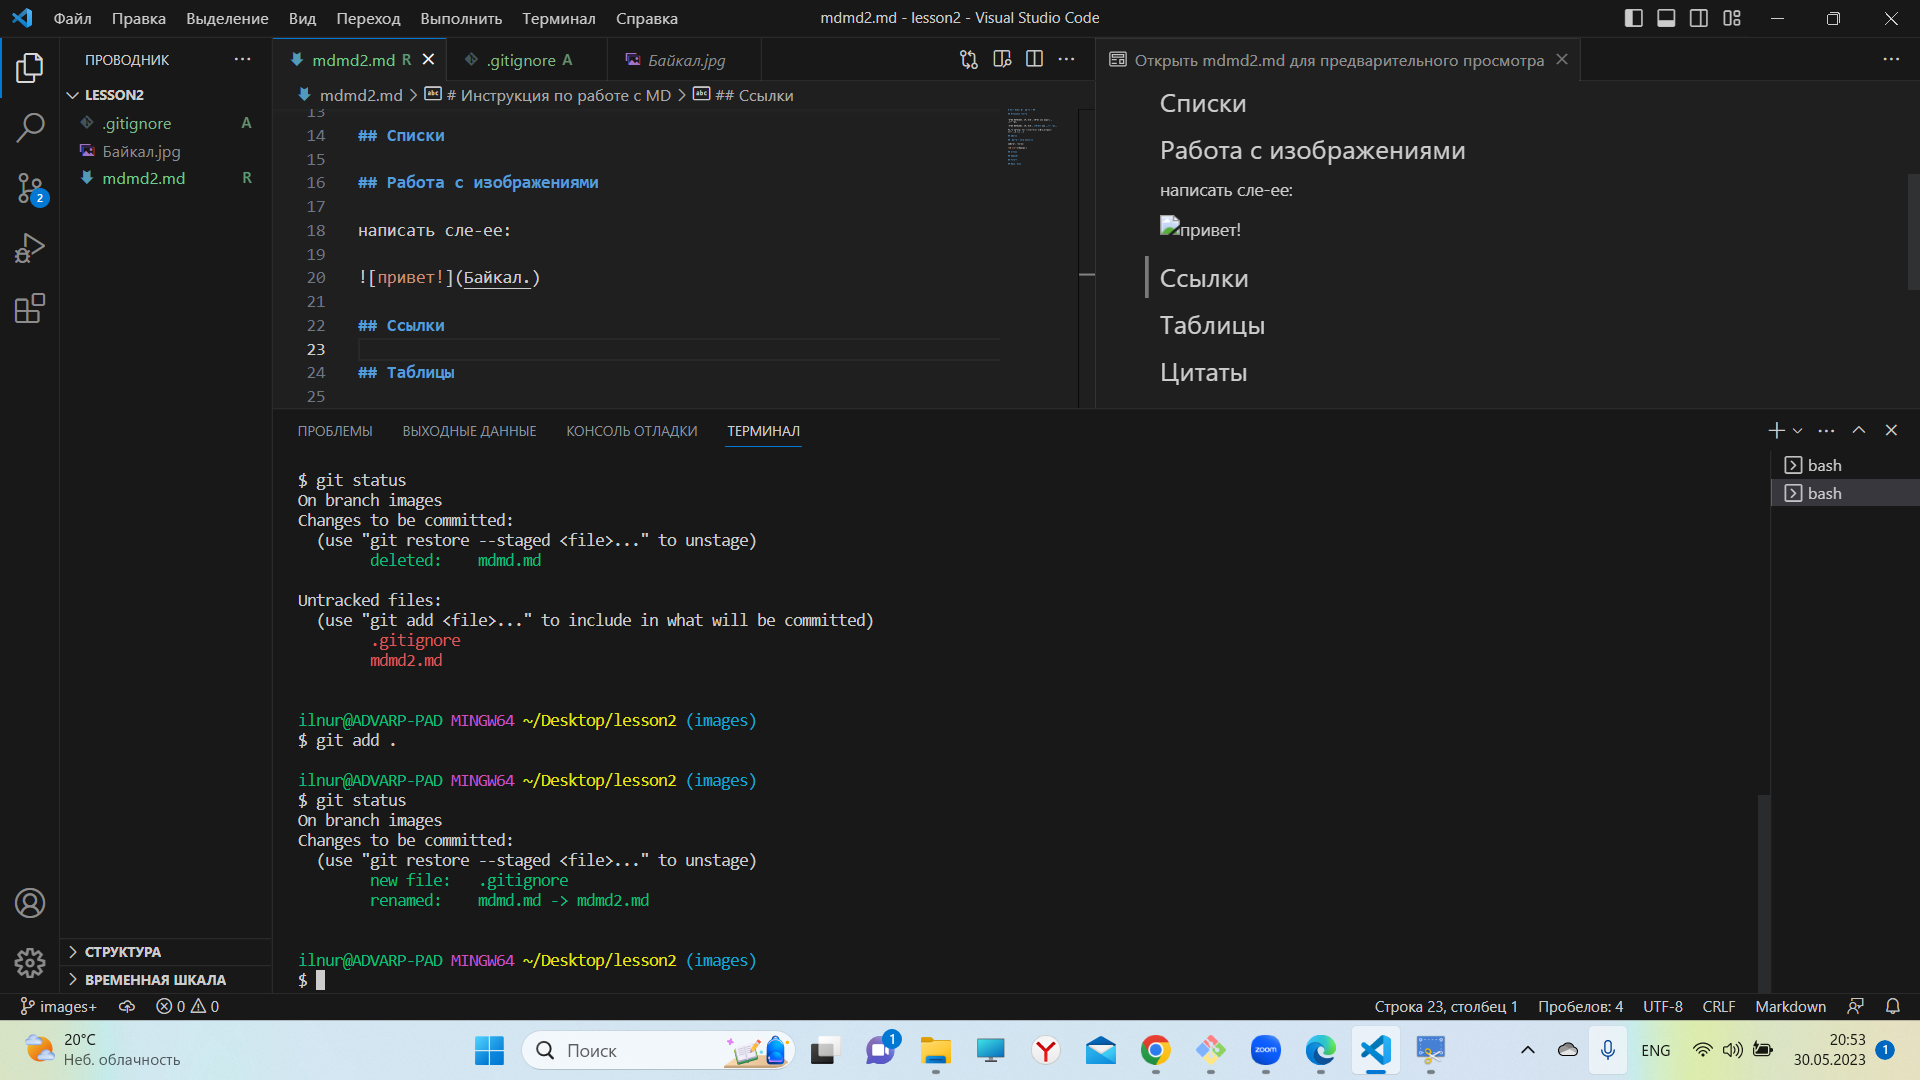 Файл Правка Выделение Вид Переход Выполнить Терминал Справка
mdmd2.md - lesson2 - Visual Studio Code
ПРОВОДНИК
LESSON2
.gitignore A
Байкал.jpg
mdmd2.md R
2
СТРУКТУРА
ВРЕМЕННАЯ ШКАЛА
mdmd2.md R
.gitignore A
Байкал.jpg
mdmd2.md > # Инструкция по работе с MD > ## Ссылки
13
14 ## Списки
15
16 ## Работа с изображениями
17
18 написать сле-ее:
19
20 ![привет!](Байкал.)
21
22 ## Ссылки
23
24 ## Таблицы
25
Открыть mdmd2.md для предварительного просмотра
Списки
Работа с изображениями
написать сле-ее:
привет!
Ссылки
Таблицы
Цитаты
ПРОБЛЕМЫ ВЫХОДНЫЕ ДАННЫЕ КОНСОЛЬ ОТЛАДКИ ТЕРМИНАЛ
bash
bash
$ git status
On branch images
Changes to be committed:
(use "git restore --staged <file>..." to unstage)
deleted: mdmd.md
Untracked files:
(use "git add <file>..." to include in what will be committed)
.gitignore
mdmd2.md
ilnur@ADVARP-PAD MINGW64 ~/Desktop/lesson2 (images)
$ git add .
ilnur@ADVARP-PAD MINGW64 ~/Desktop/lesson2 (images)
$ git status
On branch images
Changes to be committed:
(use "git restore --staged <file>..." to unstage)
new file: .gitignore
renamed: mdmd.md -> mdmd2.md
ilnur@ADVARP-PAD MINGW64 ~/Desktop/lesson2 (images)
$
images+ 0 0
Строка 23, столбец 1 Пробелов: 4 UTF-8 CRLF Markdown
20°C
Неб. облачность
Поиск
1
zoom
ENG
20:53
30.05.2023
1